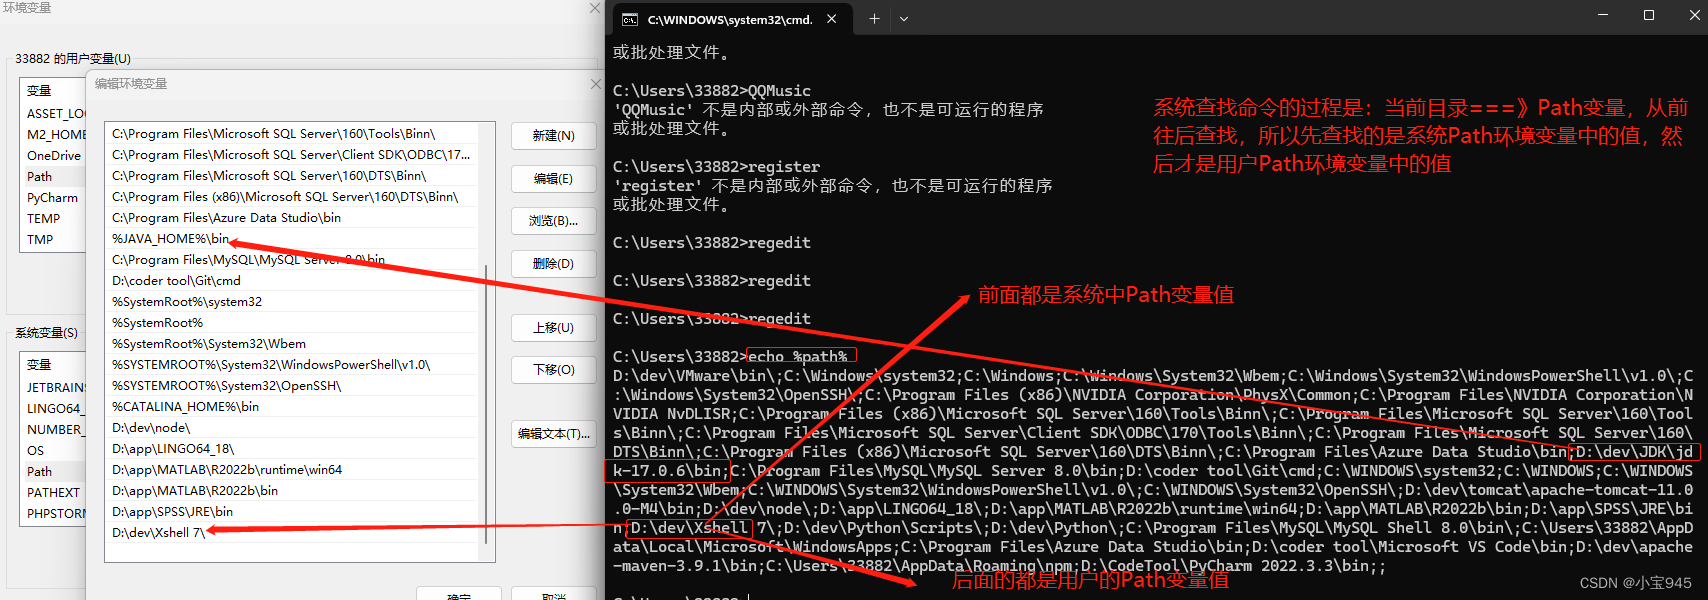 环境变量
33882 的用户变量(U)
变量
ASSET_LO
M2_HOME
OneDrive
Path
PyCharm
TEMP
TMP
系统变量(S)
变量
JETBRAINS
LINGO64_
NUMBER_
OS
Path
PATHEXT
PHPSTORM
编辑环境变量
C:\Program Files\Microsoft SQL Server\160\Tools\Binn\
C:\Program Files\Microsoft SQL Server\Client SDK\ODBC\17...
C:\Program Files\Microsoft SQL Server\160\DTS\Binn\
C:\Program Files (x86)\Microsoft SQL Server\160\DTS\Binn\
C:\Program Files\Azure Data Studio\bin
%JAVA_HOME%\bin
C:\Program Files\MySQL\MySQL Server 8.0\bin
D:\coder tool\Git\cmd
%SystemRoot%\system32
%SystemRoot%
%SystemRoot%\System32\Wbem
%SYSTEMROOT%\System32\WindowsPowerShell\v1.0\
%SYSTEMROOT%\System32\OpenSSH\
%CATALINA_HOME%\bin
D:\dev\node\
D:\app\LINGO64_18\
D:\app\MATLAB\R2022b\runtime\win64
D:\app\MATLAB\R2022b\bin
D:\app\SPSS\JRE\bin
D:\dev\Xshell 7\
新建(N)
编辑(E)
浏览(B)...
删除(D)
上移(U)
下移(O)
编辑文本(T)...
确定
取消
C:\WINDOWS\system32\cmd.
或批处理文件。
C:\Users\33882>QQMusic
'QQMusic' 不是内部或外部命令，也不是可运行的程序
或批处理文件。
C:\Users\33882>register
'register' 不是内部或外部命令，也不是可运行的程序
或批处理文件。
C:\Users\33882>regedit
C:\Users\33882>regedit
C:\Users\33882>regedit
C:\Users\33882>echo %path%
D:\dev\VMware\bin\;C:\Windows\system32;C:\Windows;C:\Windows\System32\Wbem;C:\Windows\System32\WindowsPowerShell\v1.0\;C
:\Windows\System32\OpenSSH\;C:\Program Files (x86)\NVIDIA Corporation\PhysX\Common;C:\Program Files\NVIDIA Corporation\N
VIDIA NvDLISR;C:\Program Files (x86)\Microsoft SQL Server\160\Tools\Binn\;C:\Program Files\Microsoft SQL Server\160\Tool
s\Binn\;C:\Program Files\Microsoft SQL Server\Client SDK\ODBC\170\Tools\Binn\;C:\Program Files\Microsoft SQL Server\160\
DTS\Binn\;C:\Program Files (x86)\Microsoft SQL Server\160\DTS\Binn\;C:\Program Files\Azure Data Studio\bin;D:\dev\JDK\jd
k-17.0.6\bin;C:\Program Files\MySQL\MySQL Server 8.0\bin;D:\coder tool\Git\cmd;C:\WINDOWS\system32;C:\WINDOWS;C:\WINDOWS
\System32\Wbem;C:\WINDOWS\System32\WindowsPowerShell\v1.0\;C:\WINDOWS\System32\OpenSSH\;D:\dev\tomcat\apache-tomcat-11.0
.0-M4\bin;D:\dev\node\;D:\app\LINGO64_18\;D:\app\MATLAB\R2022b\runtime\win64;D:\app\MATLAB\R2022b\bin;D:\app\SPSS\JRE\bi
n;D:\dev\Xshell 7\;D:\dev\Python\Scripts\;D:\dev\Python\;C:\Program Files\MySQL\MySQL Shell 8.0\bin\;C:\Users\33882\AppD
ata\Local\Microsoft\WindowsApps;C:\Program Files\Azure Data Studio\bin;D:\coder tool\Microsoft VS Code\bin;D:\dev\apache
-maven-3.9.1\bin;C:\Users\33882\AppData\Roaming\npm;D:\CodeTool\PyCharm 2022.3.3\bin;;
系统查找命令的过程是：当前目录===》Path变量，从前
往后查找，所以先查找的是系统Path环境变量中的值，然
后才是用户Path环境变量中的值
前面都是系统中Path变量值
后面的都是用户的Path变量值
CSDN @小宝945